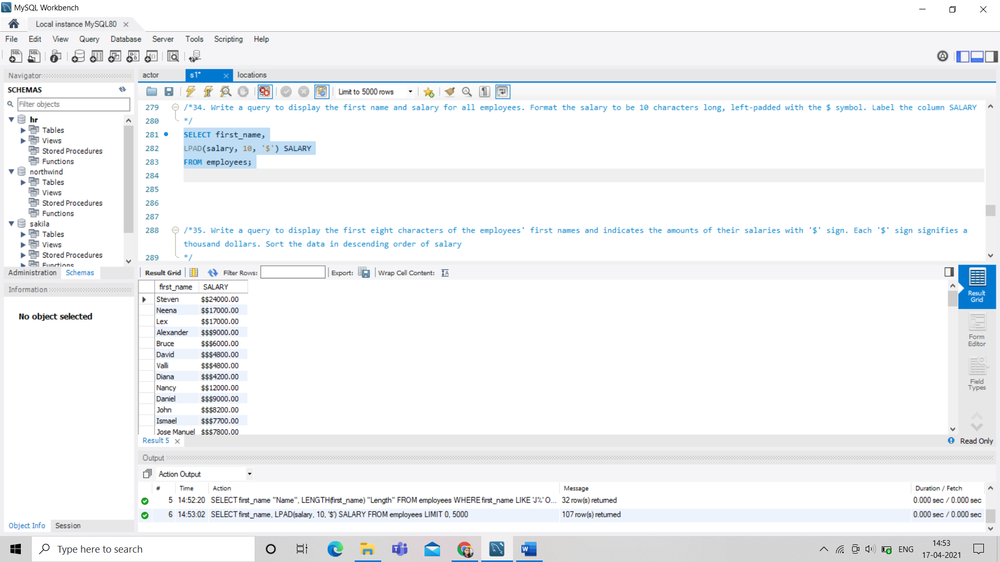 MySQL Workbench
Local instance MySQL80
File Edit View Query Database Server Tools Scripting Help
Navigator
SCHEMAS
Filter objects
hr
Tables
Views
Stored Procedures
Functions
northwind
Tables
Views
Stored Procedures
Functions
sakila
Tables
Views
Stored Procedures
Functions
Administration Schemas
Information
No object selected
Object Info Session
actor s1* locations
Limit to 5000 rows
279 /*34. Write a query to display the first name and salary for all employees. Format the salary to be 10 characters long, left-padded with the $ symbol. Label the column SALARY
280 */
281 SELECT first_name,
282 LPAD(salary, 10, '$') SALARY
283 FROM employees;
284
285
286
287
288 /*35. Write a query to display the first eight characters of the employees' first names and indicates the amounts of their salaries with '$' sign. Each '$' sign signifies a
thousand dollars. Sort the data in descending order of salary
289 */
Result Grid Filter Rows: Export: Wrap Cell Content:
first_name SALARY
Steven $$24000.00
Neena $$17000.00
Lex $$17000.00
Alexander $$$9000.00
Bruce $$$6000.00
David $$$4800.00
Valli $$$4800.00
Diana $$$4200.00
Nancy $$12000.00
Daniel $$$9000.00
John $$$8200.00
Ismael $$$7700.00
Jose Manuel $$$7800.00
Result Grid
Form Editor
Field Types
Result 5
Read Only
Output
Action Output
# Time Action Message Duration / Fetch
5 14:52:20 SELECT first_name "Name", LENGTH(first_name) "Length" FROM employees WHERE first_name LIKE 'J%' O... 32 row(s) returned 0.000 sec / 0.000 sec
6 14:53:02 SELECT first_name, LPAD(salary, 10, '$') SALARY FROM employees LIMIT 0, 5000 107 row(s) returned 0.000 sec / 0.000 sec
Type here to search
ENG
14:53
17-04-2021